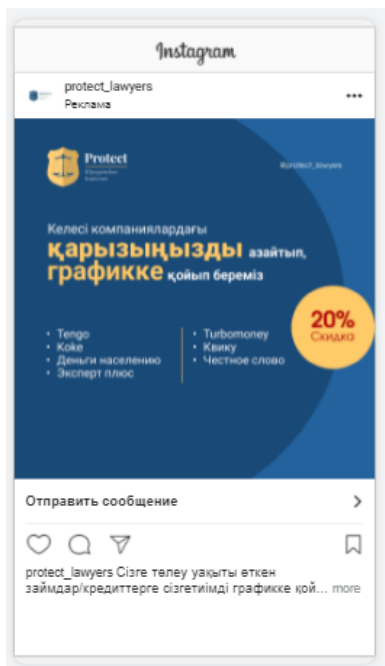 Instagram
protect_lawyers
Реклама
Protect
@protect_lawyers
Келесі компаниялардағы
қарызыңызды азайтып,
графикке қойып береміз
20%
Скидка
• Tengo
• Koke
• Деньги населению
• Эксперт плюс
• Turbomoney
• Квику
• Честное слово
Отправить сообщение
protect_lawyers Сізге төлеу уақыты өткен
займдар/кредиттерге сізгетиімді графикке қой... more